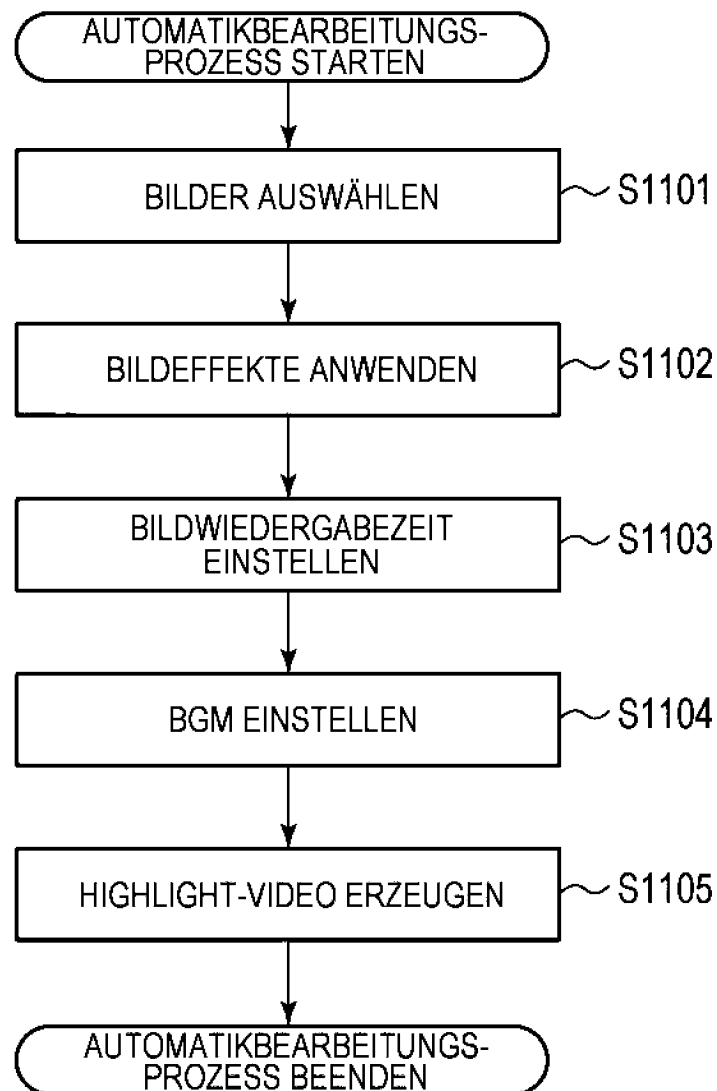 AUTOMATIKBEARBEITUNGS-
PROZESS STARTEN
BILDER AUSWÄHLEN
S1101
BILDEFFEKTE ANWENDEN
S1102
BILDWIEDERGABEZEIT
EINSTELLEN
S1103
BGM EINSTELLEN
S1104
HIGHLIGHT-VIDEO ERZEUGEN
S1105
AUTOMATIKBEARBEITUNGS-
PROZESS BEENDEN